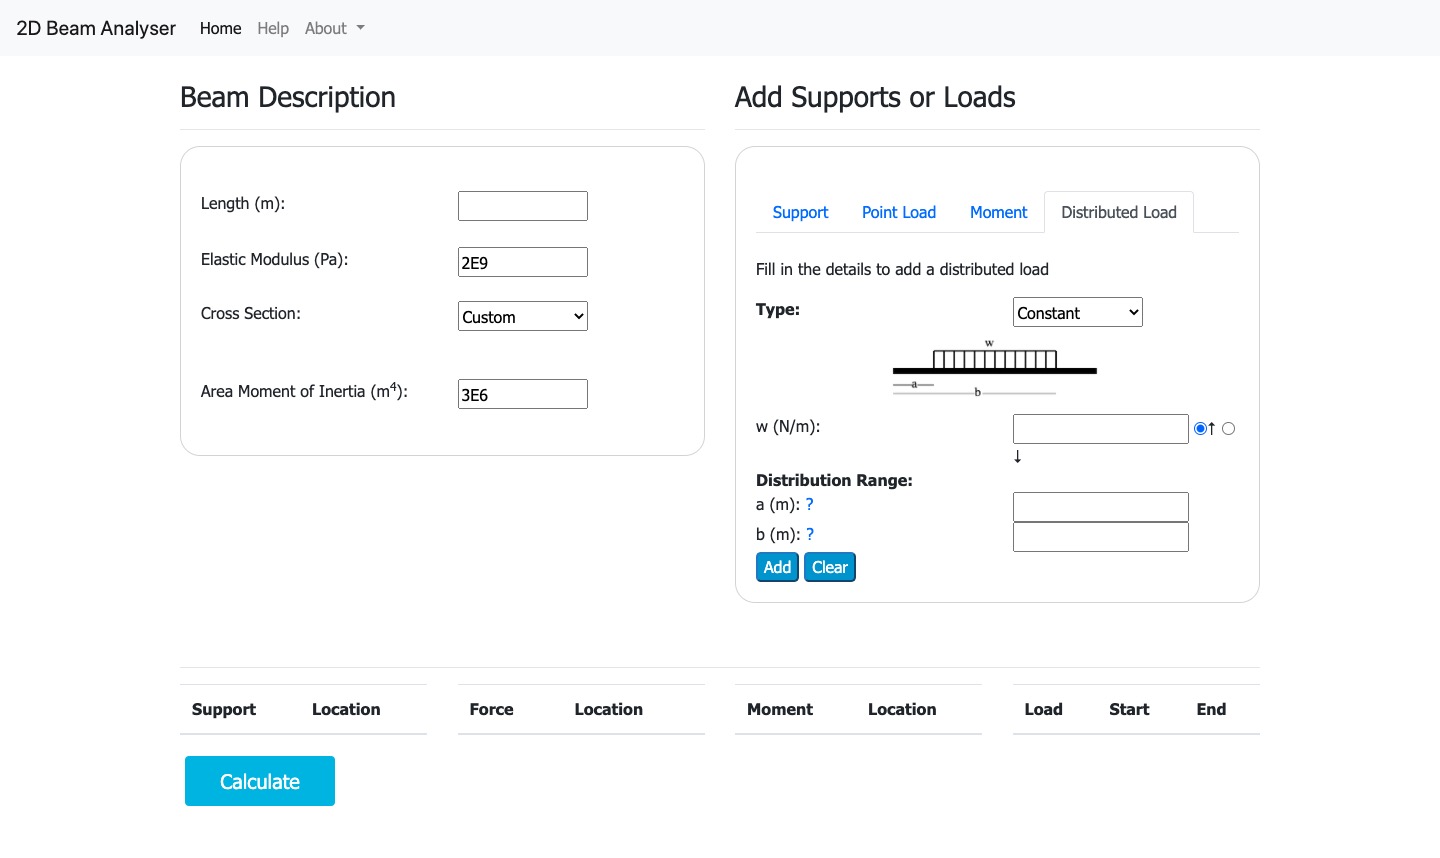 2D Beam Analyser Home Help About
Beam Description
Length (m):
Elastic Modulus (Pa): 2E9
Cross Section: Custom
Area Moment of Inertia (m⁴): 3E6
Add Supports or Loads
Support Point Load Moment Distributed Load
Fill in the details to add a distributed load
Type: Constant
w
a
b
w (N/m): ↑
↓
Distribution Range:
a (m): ?
b (m): ?
Add Clear
Support Location Force Location Moment Location Load Start End
Calculate